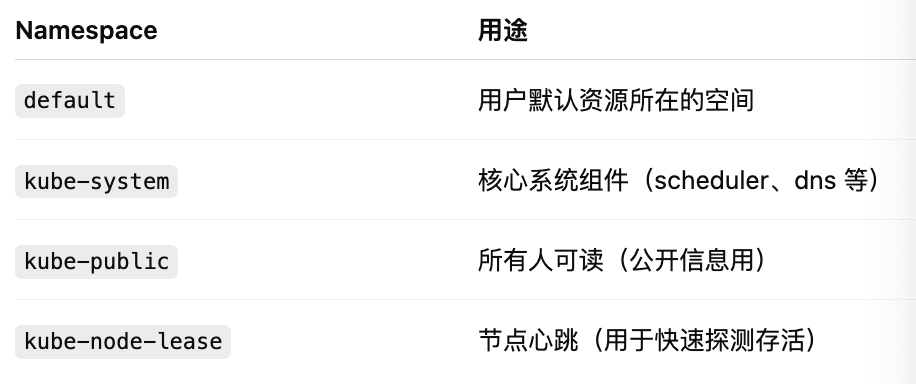 Namespace 用途
default 用户默认资源所在的空间
kube-system 核心系统组件（scheduler、dns 等）
kube-public 所有人可读（公开信息用）
kube-node-lease 节点心跳（用于快速探测存活）